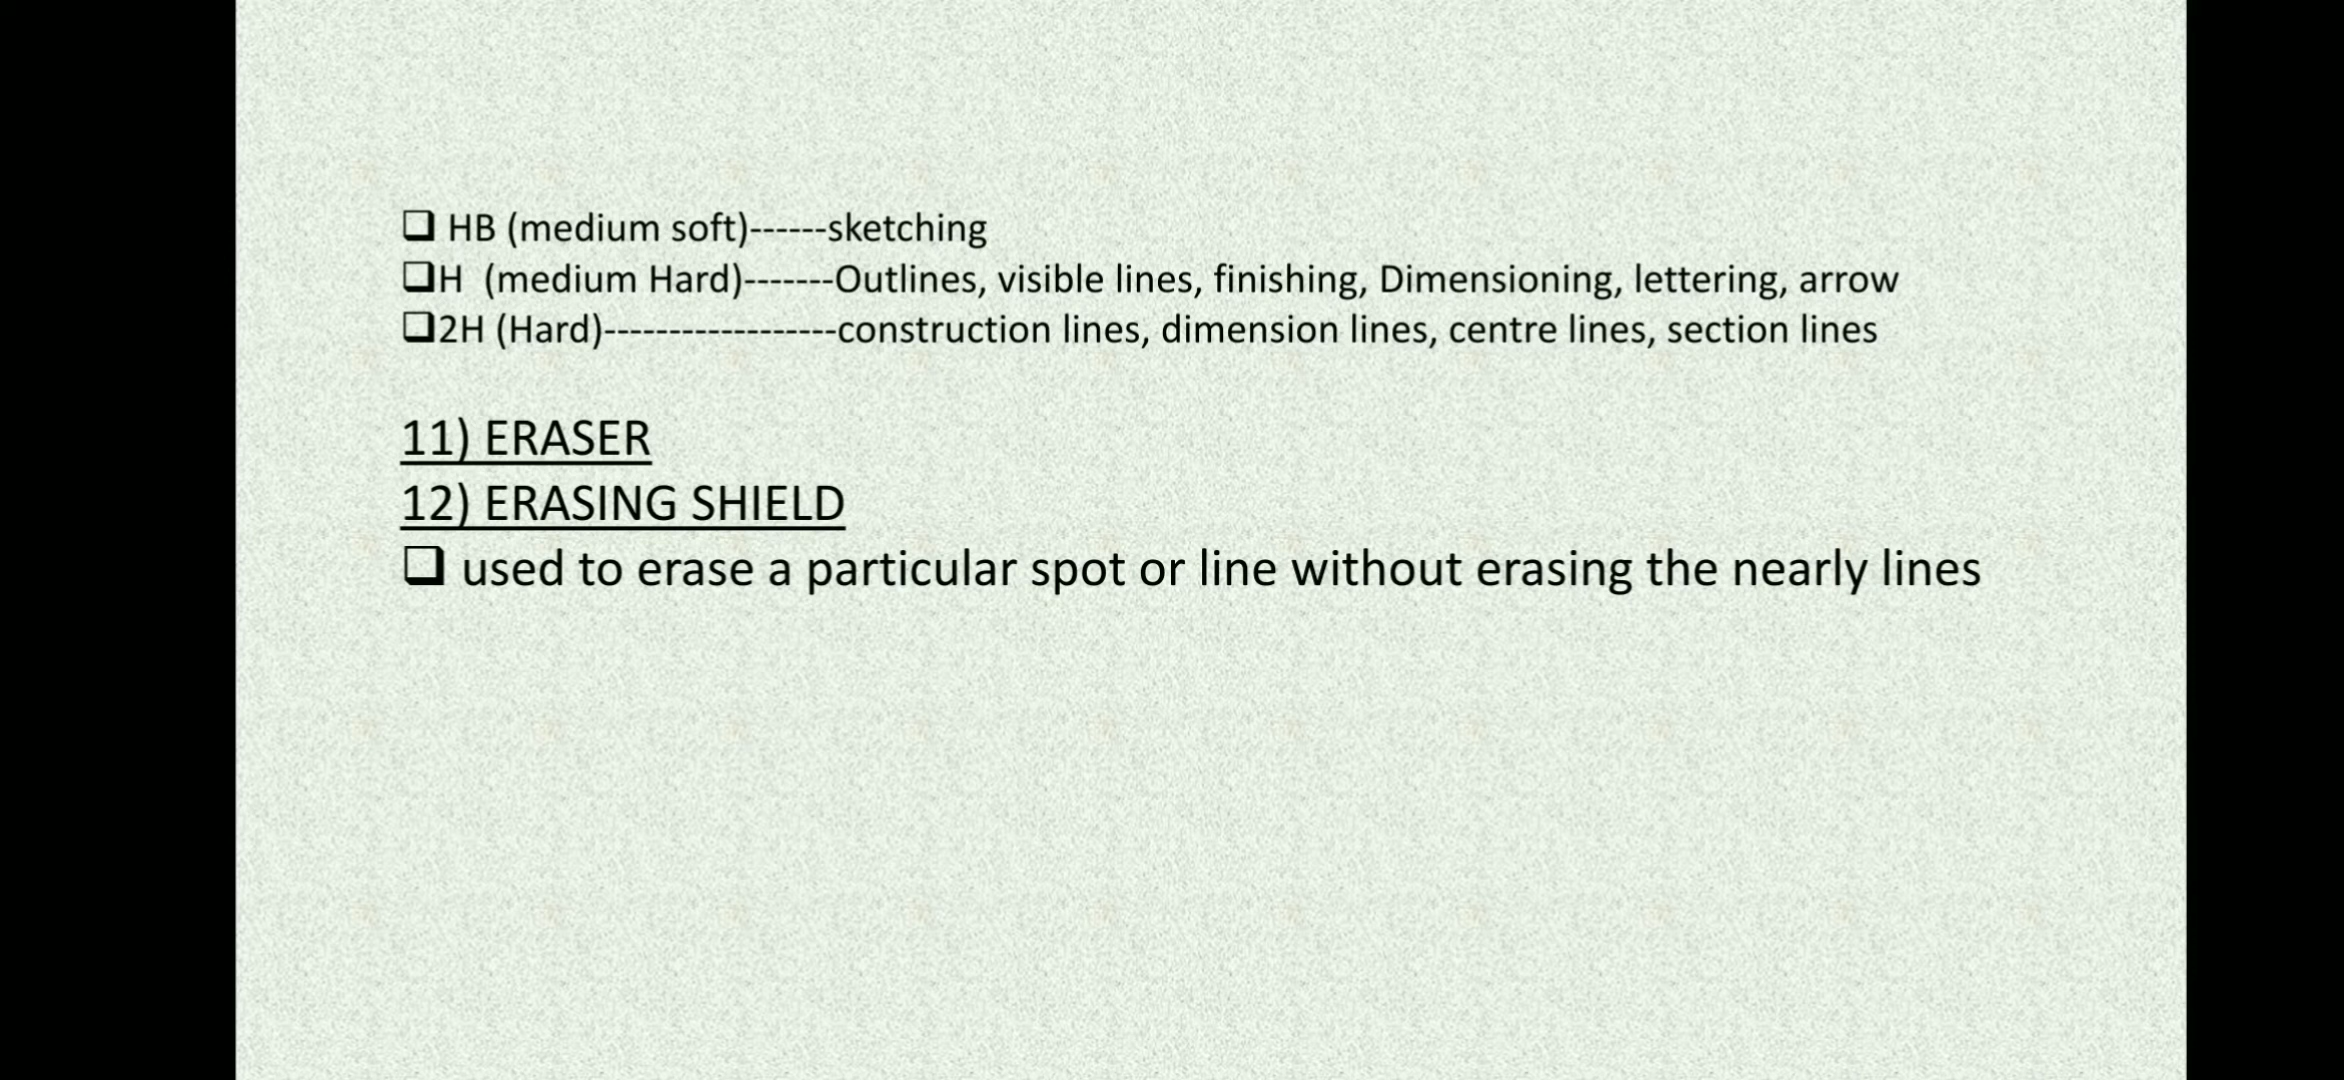 ❑ HB (medium soft)------sketching
❑H  (medium Hard)-------Outlines, visible lines, finishing, Dimensioning, lettering, arrow
❑2H (Hard)------------------construction lines, dimension lines, centre lines, section lines
11) ERASER
12) ERASING SHIELD
❑ used to erase a particular spot or line without erasing the nearly lines